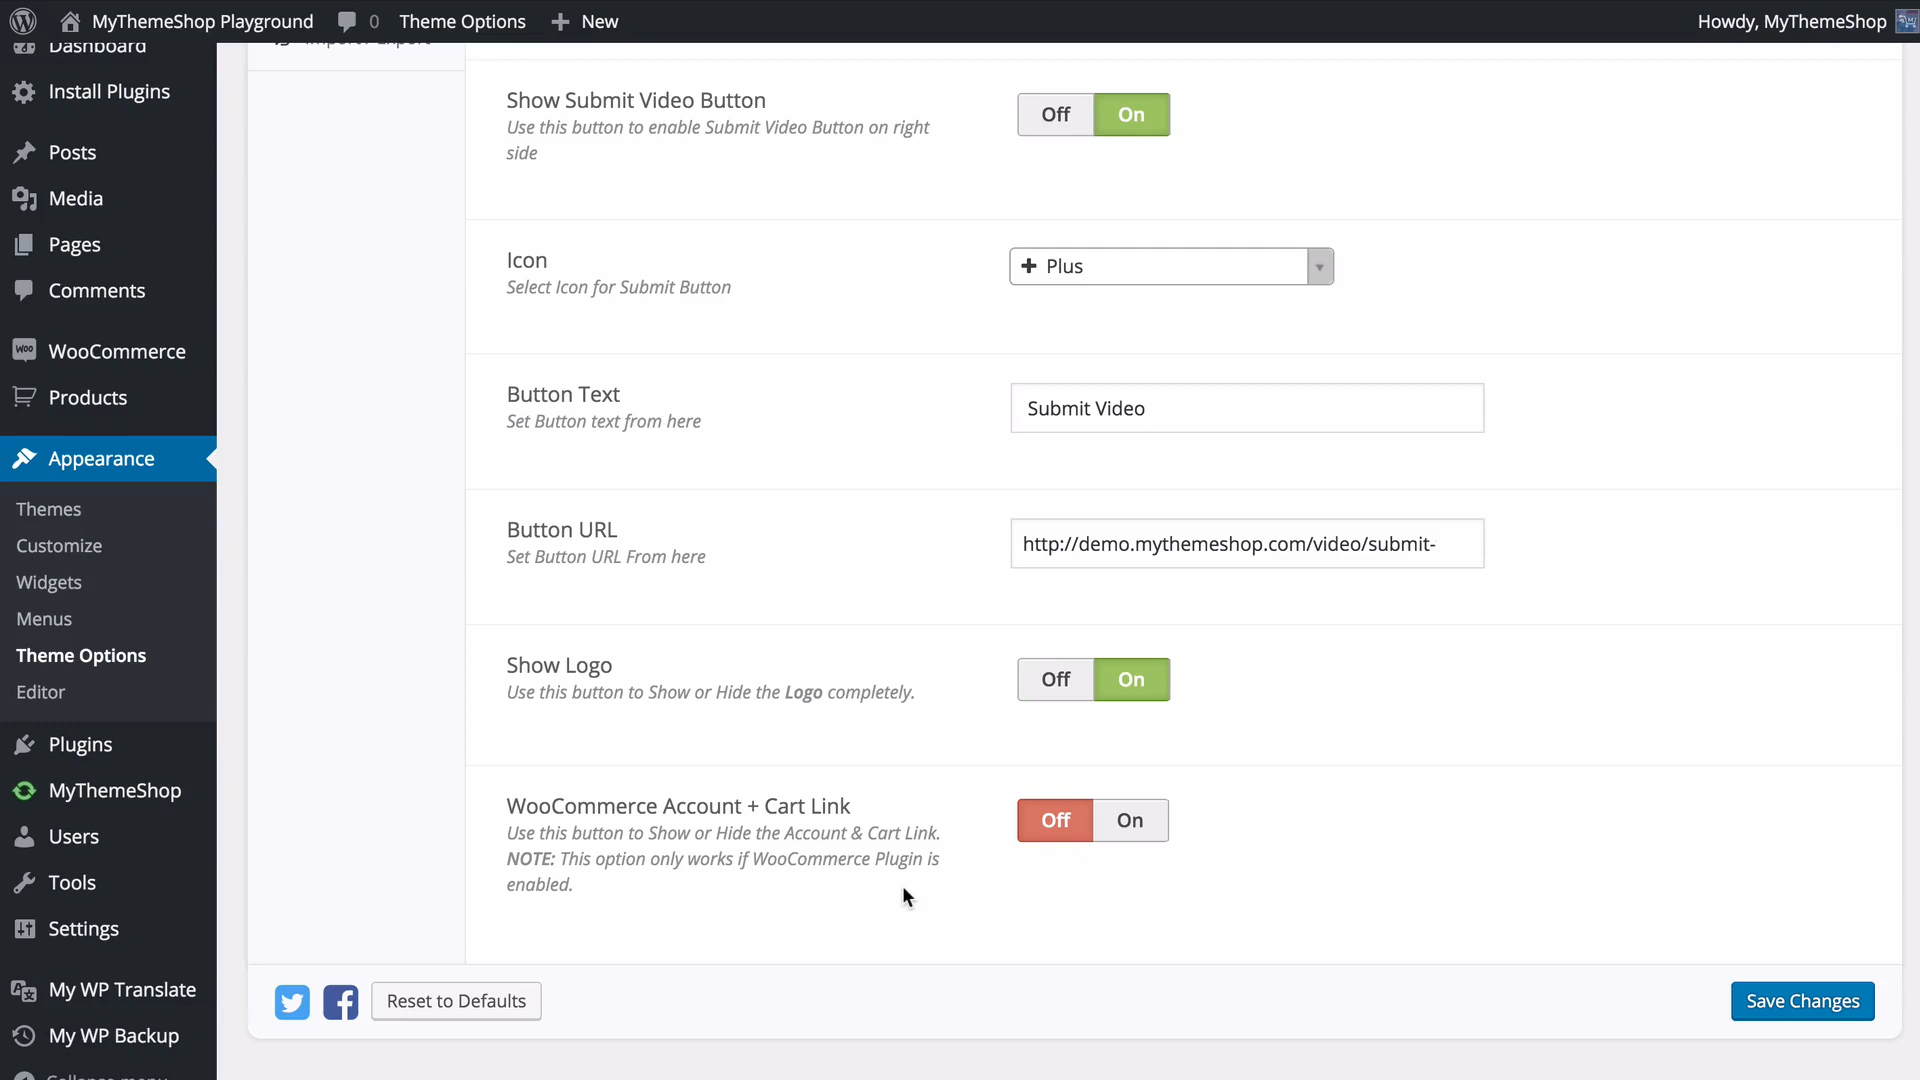 MyThemeShop Playground
0
Theme Options
New
Howdy, MyThemeShop
Dashboard
Install Plugins
Posts
Media
Pages
Comments
WooCommerce
Products
Appearance
Themes
Customize
Widgets
Menus
Theme Options
Editor
Plugins
MyThemeShop
Users
Tools
Settings
My WP Translate
My WP Backup
Collapse menu
Import / Export
Show Submit Video Button
Use this button to enable Submit Video Button on right
side
Off On
Icon
Select Icon for Submit Button
Plus
Button Text
Set Button text from here
Submit Video
Button URL
Set Button URL From here
http://demo.mythemeshop.com/video/submit-
Show Logo
Use this button to Show or Hide the Logo completely.
Off On
WooCommerce Account + Cart Link
Use this button to Show or Hide the Account & Cart Link.
NOTE: This option only works if WooCommerce Plugin is
enabled.
Off On
Reset to Defaults
Save Changes